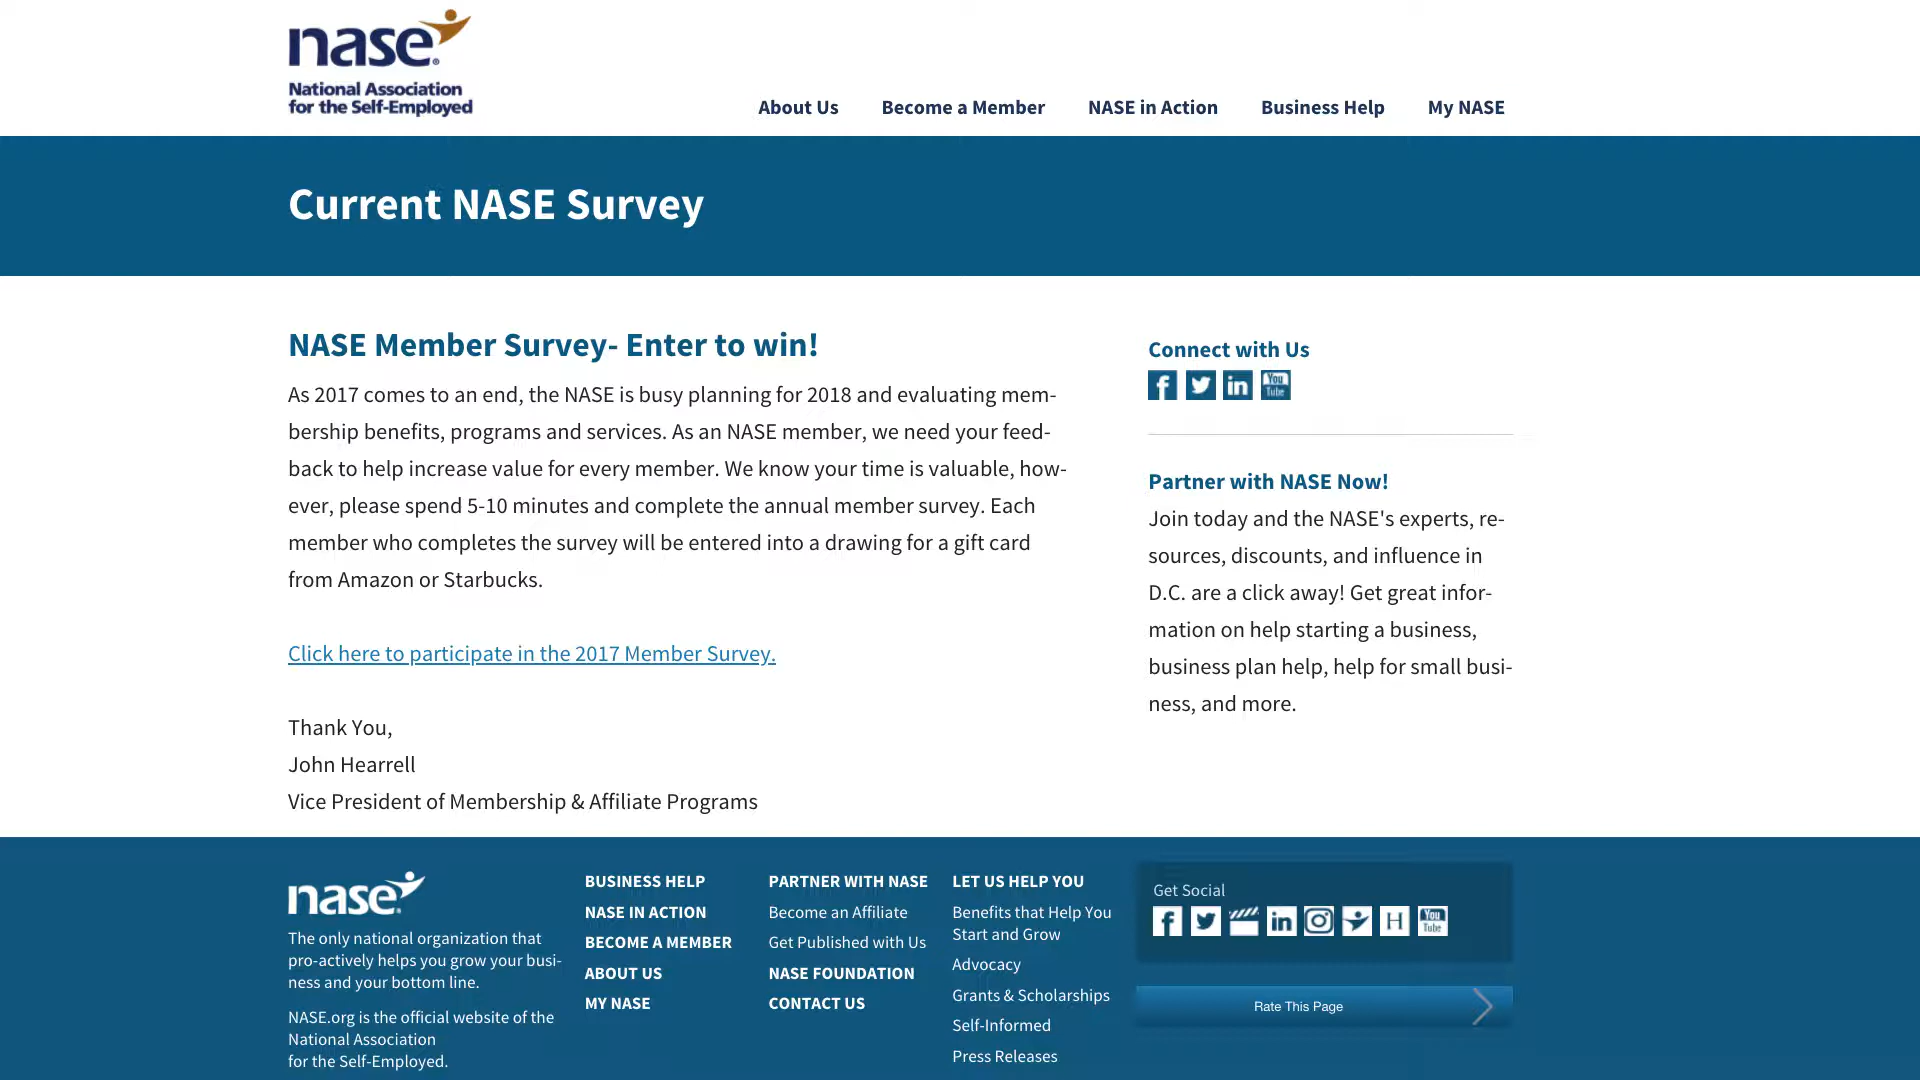 nase®
National Association
for the Self-Employed
About Us
Become a Member
NASE in Action
Business Help
My NASE
Current NASE Survey
NASE Member Survey- Enter to win!
As 2017 comes to an end, the NASE is busy planning for 2018 and evaluating mem-
bership benefits, programs and services. As an NASE member, we need your feed-
back to help increase value for every member. We know your time is valuable, how-
ever, please spend 5-10 minutes and complete the annual member survey. Each
member who completes the survey will be entered into a drawing for a gift card
from Amazon or Starbucks.
Click here to participate in the 2017 Member Survey.
Thank You,
John Hearrell
Vice President of Membership & Affiliate Programs
Connect with Us
f
in
You
Tube
Partner with NASE Now!
Join today and the NASE's experts, re-
sources, discounts, and influence in
D.C. are a click away! Get great infor-
mation on help starting a business,
business plan help, help for small busi-
ness, and more.
nase®
The only national organization that
pro-actively helps you grow your busi-
ness and your bottom line.
NASE.org is the official website of the
National Association
for the Self-Employed.
BUSINESS HELP
NASE IN ACTION
BECOME A MEMBER
ABOUT US
MY NASE
PARTNER WITH NASE
Become an Affiliate
Get Published with Us
NASE FOUNDATION
CONTACT US
LET US HELP YOU
Benefits that Help You
Start and Grow
Advocacy
Grants & Scholarships
Self-Informed
Press Releases
Get Social
f
in
H
You
Tube
Rate This Page